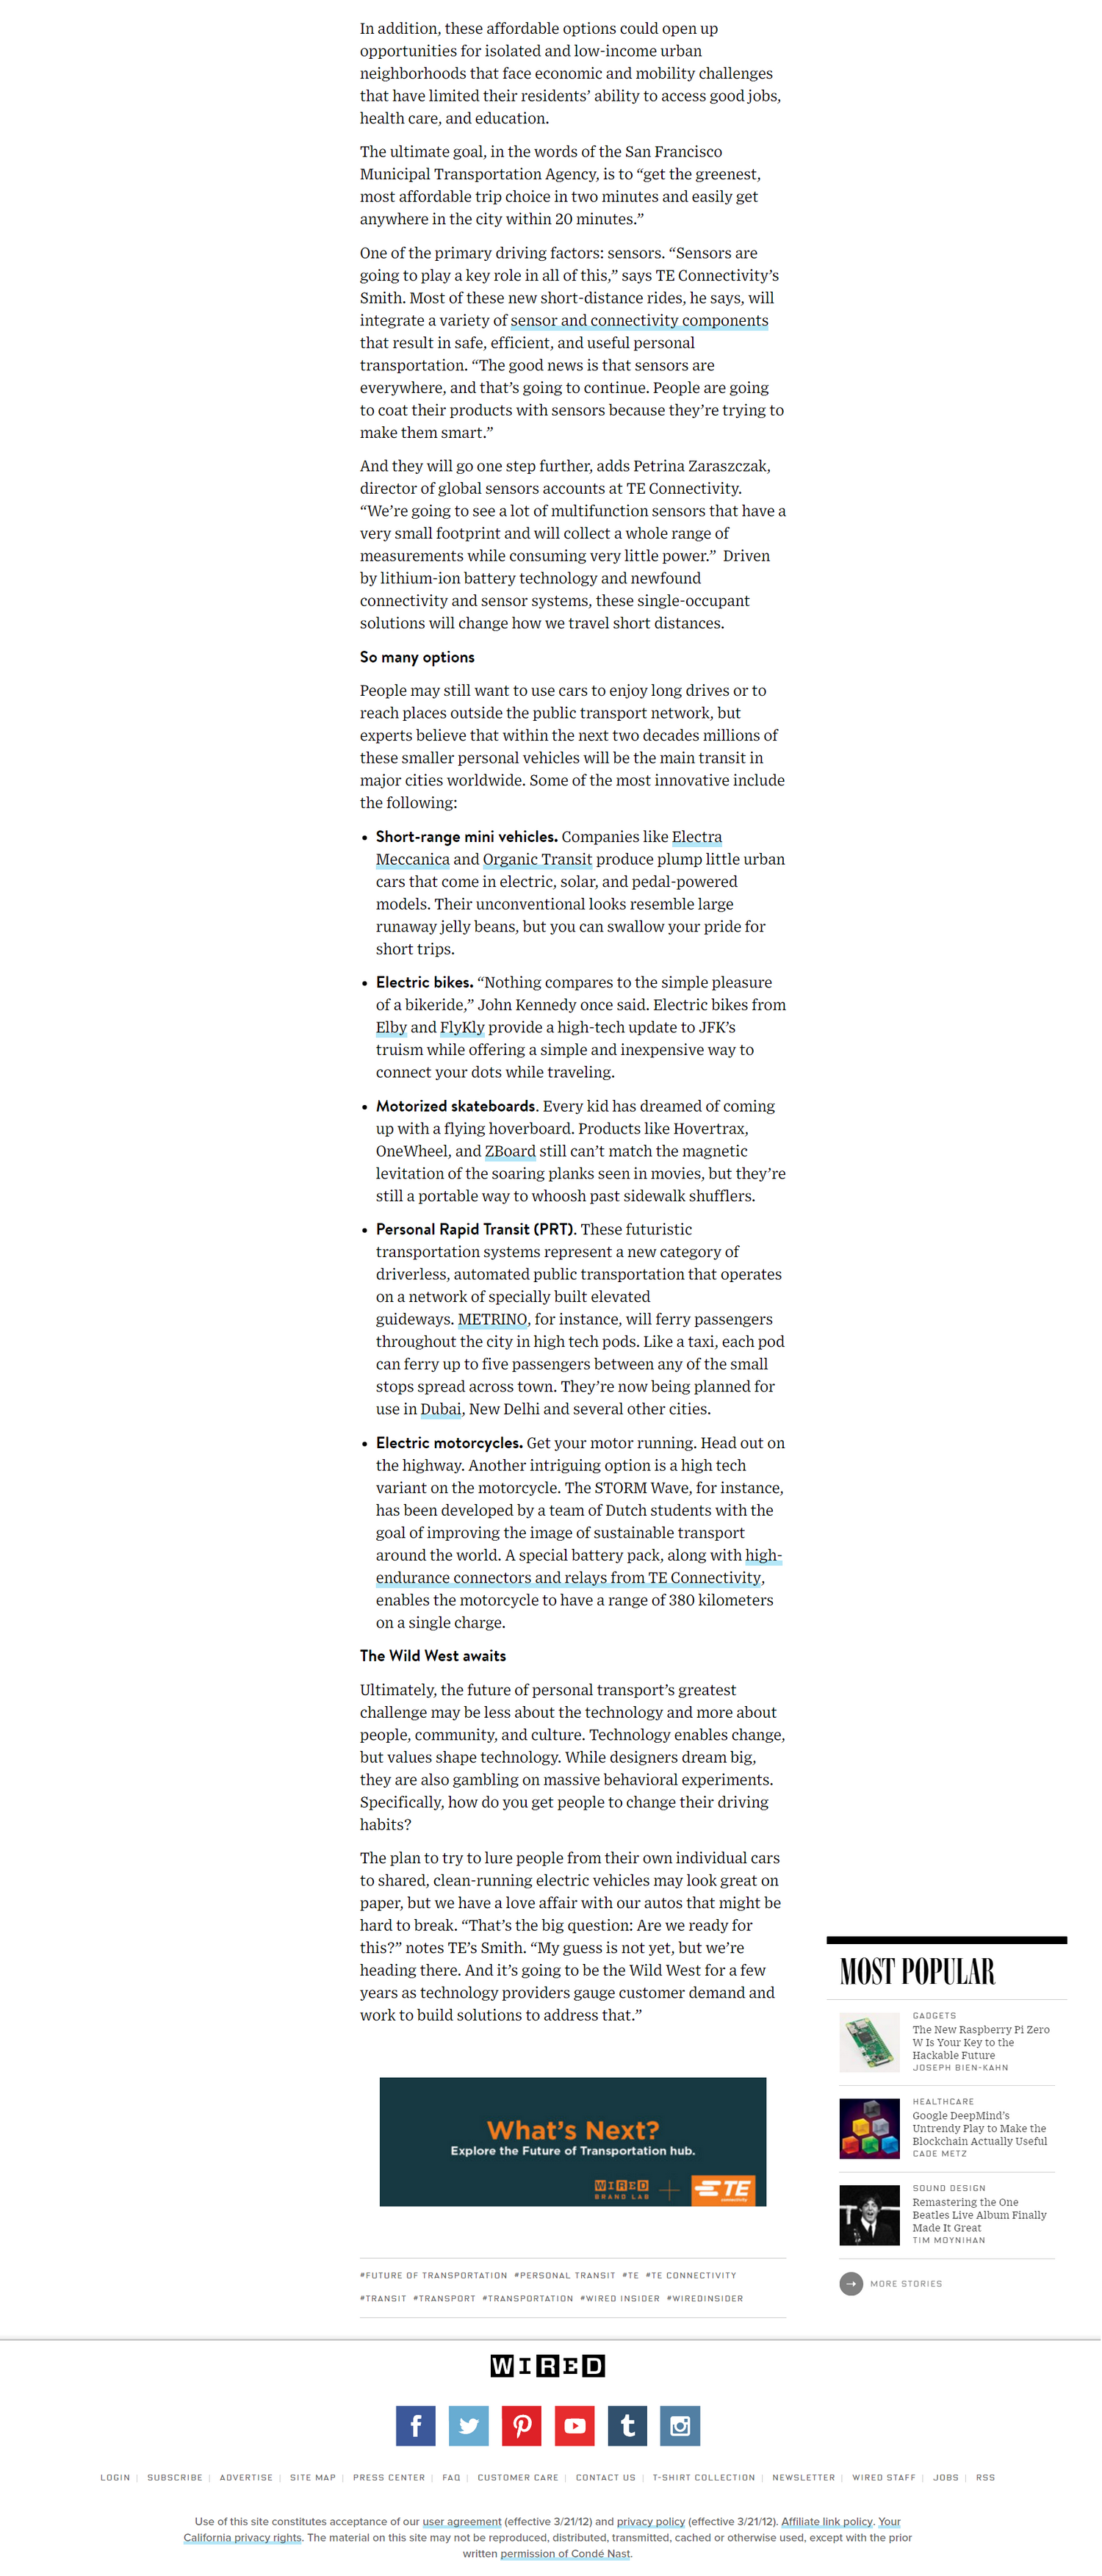 In addition, these affordable options could open up
opportunities for isolated and low-income urban
neighborhoods that face economic and mobility challenges
that have limited their residents’ ability to access good jobs,
health care, and education.
The ultimate goal, in the words of the San Francisco
Municipal Transportation Agency, is to “get the greenest,
most affordable trip choice in two minutes and easily get
anywhere in the city within 20 minutes.”
One of the primary driving factors: sensors. “Sensors are
going to play a key role in all of this,” says TE Connectivity’s
Smith. Most of these new short-distance rides, he says, will
integrate a variety of sensor and connectivity components
that result in safe, efficient, and useful personal
transportation. “The good news is that sensors are
everywhere, and that’s going to continue. People are going
to coat their products with sensors because they’re trying to
make them smart.”
And they will go one step further, adds Petrina Zaraszczak,
director of global sensors accounts at TE Connectivity.
“We’re going to see a lot of multifunction sensors that have a
very small footprint and will collect a whole range of
measurements while consuming very little power.” Driven
by lithium-ion battery technology and newfound
connectivity and sensor systems, these single-occupant
solutions will change how we travel short distances.
So many options
People may still want to use cars to enjoy long drives or to
reach places outside the public transport network, but
experts believe that within the next two decades millions of
these smaller personal vehicles will be the main transit in
major cities worldwide. Some of the most innovative include
the following:
• Short-range mini vehicles. Companies like Electra
Meccanica and Organic Transit produce plump little urban
cars that come in electric, solar, and pedal-powered
models. Their unconventional looks resemble large
runaway jelly beans, but you can swallow your pride for
short trips.
• Electric bikes. “Nothing compares to the simple pleasure
of a bikeride,” John Kennedy once said. Electric bikes from
Elby and FlyKly provide a high-tech update to JFK’s
truism while offering a simple and inexpensive way to
connect your dots while traveling.
• Motorized skateboards. Every kid has dreamed of coming
up with a flying hoverboard. Products like Hovertrax,
OneWheel, and ZBoard still can’t match the magnetic
levitation of the soaring planks seen in movies, but they’re
still a portable way to whoosh past sidewalk shufflers.
• Personal Rapid Transit (PRT). These futuristic
transportation systems represent a new category of
driverless, automated public transportation that operates
on a network of specially built elevated
guideways. METRINO, for instance, will ferry passengers
throughout the city in high tech pods. Like a taxi, each pod
can ferry up to five passengers between any of the small
stops spread across town. They’re now being planned for
use in Dubai, New Delhi and several other cities.
• Electric motorcycles. Get your motor running. Head out on
the highway. Another intriguing option is a high tech
variant on the motorcycle. The STORM Wave, for instance,
has been developed by a team of Dutch students with the
goal of improving the image of sustainable transport
around the world. A special battery pack, along with high-
endurance connectors and relays from TE Connectivity,
enables the motorcycle to have a range of 380 kilometers
on a single charge.
The Wild West awaits
Ultimately, the future of personal transport’s greatest
challenge may be less about the technology and more about
people, community, and culture. Technology enables change,
but values shape technology. While designers dream big,
they are also gambling on massive behavioral experiments.
Specifically, how do you get people to change their driving
habits?
The plan to try to lure people from their own individual cars
to shared, clean-running electric vehicles may look great on
paper, but we have a love affair with our autos that might be
hard to break. “That’s the big question: Are we ready for
this?” notes TE’s Smith. “My guess is not yet, but we’re
heading there. And it’s going to be the Wild West for a few
years as technology providers gauge customer demand and
work to build solutions to address that.”
What’s Next?
Explore the Future of Transportation hub.
WIRED
BRAND LAB
TE
connectivity
#FUTURE OF TRANSPORTATION #PERSONAL TRANSIT #TE #TE CONNECTIVITY
#TRANSIT #TRANSPORT #TRANSPORTATION #WIRED INSIDER #WIREDINSIDER
MOST POPULAR
GADGETS
The New Raspberry Pi Zero
W Is Your Key to the
Hackable Future
JOSEPH BIEN-KAHN
HEALTHCARE
Google DeepMind’s
Untrendy Play to Make the
Blockchain Actually Useful
CADE METZ
SOUND DESIGN
Remastering the One
Beatles Live Album Finally
Made It Great
TIM MOYNIHAN
MORE STORIES
WIRED
LOGIN | SUBSCRIBE | ADVERTISE | SITE MAP | PRESS CENTER | FAQ | CUSTOMER CARE | CONTACT US | T-SHIRT COLLECTION | NEWSLETTER | WIRED STAFF | JOBS | RSS
Use of this site constitutes acceptance of our user agreement (effective 3/21/12) and privacy policy (effective 3/21/12). Affiliate link policy. Your
California privacy rights. The material on this site may not be reproduced, distributed, transmitted, cached or otherwise used, except with the prior
written permission of Condé Nast.